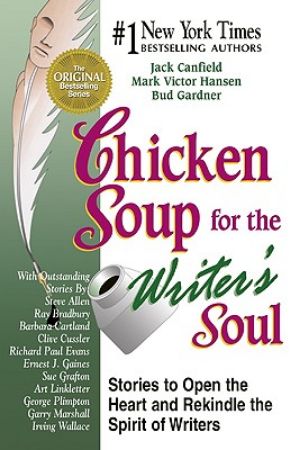 #1 New York Times
BESTSELLING AUTHORS
Jack Canfield
Mark Victor Hansen
Bud Gardner
The
ORIGINAL
Bestselling
Series
Chicken
Soup for the
Writer's
Soul
With Outstanding
Stories By:
Steve Allen
Ray Bradbury
Barbara Cartland
Clive Cussler
Richard Paul Evans
Ernest J. Gaines
Sue Grafton
Art Linkletter
George Plimpton
Garry Marshall
Irving Wallace
Stories to Open the
Heart and Rekindle the
Spirit of Writers